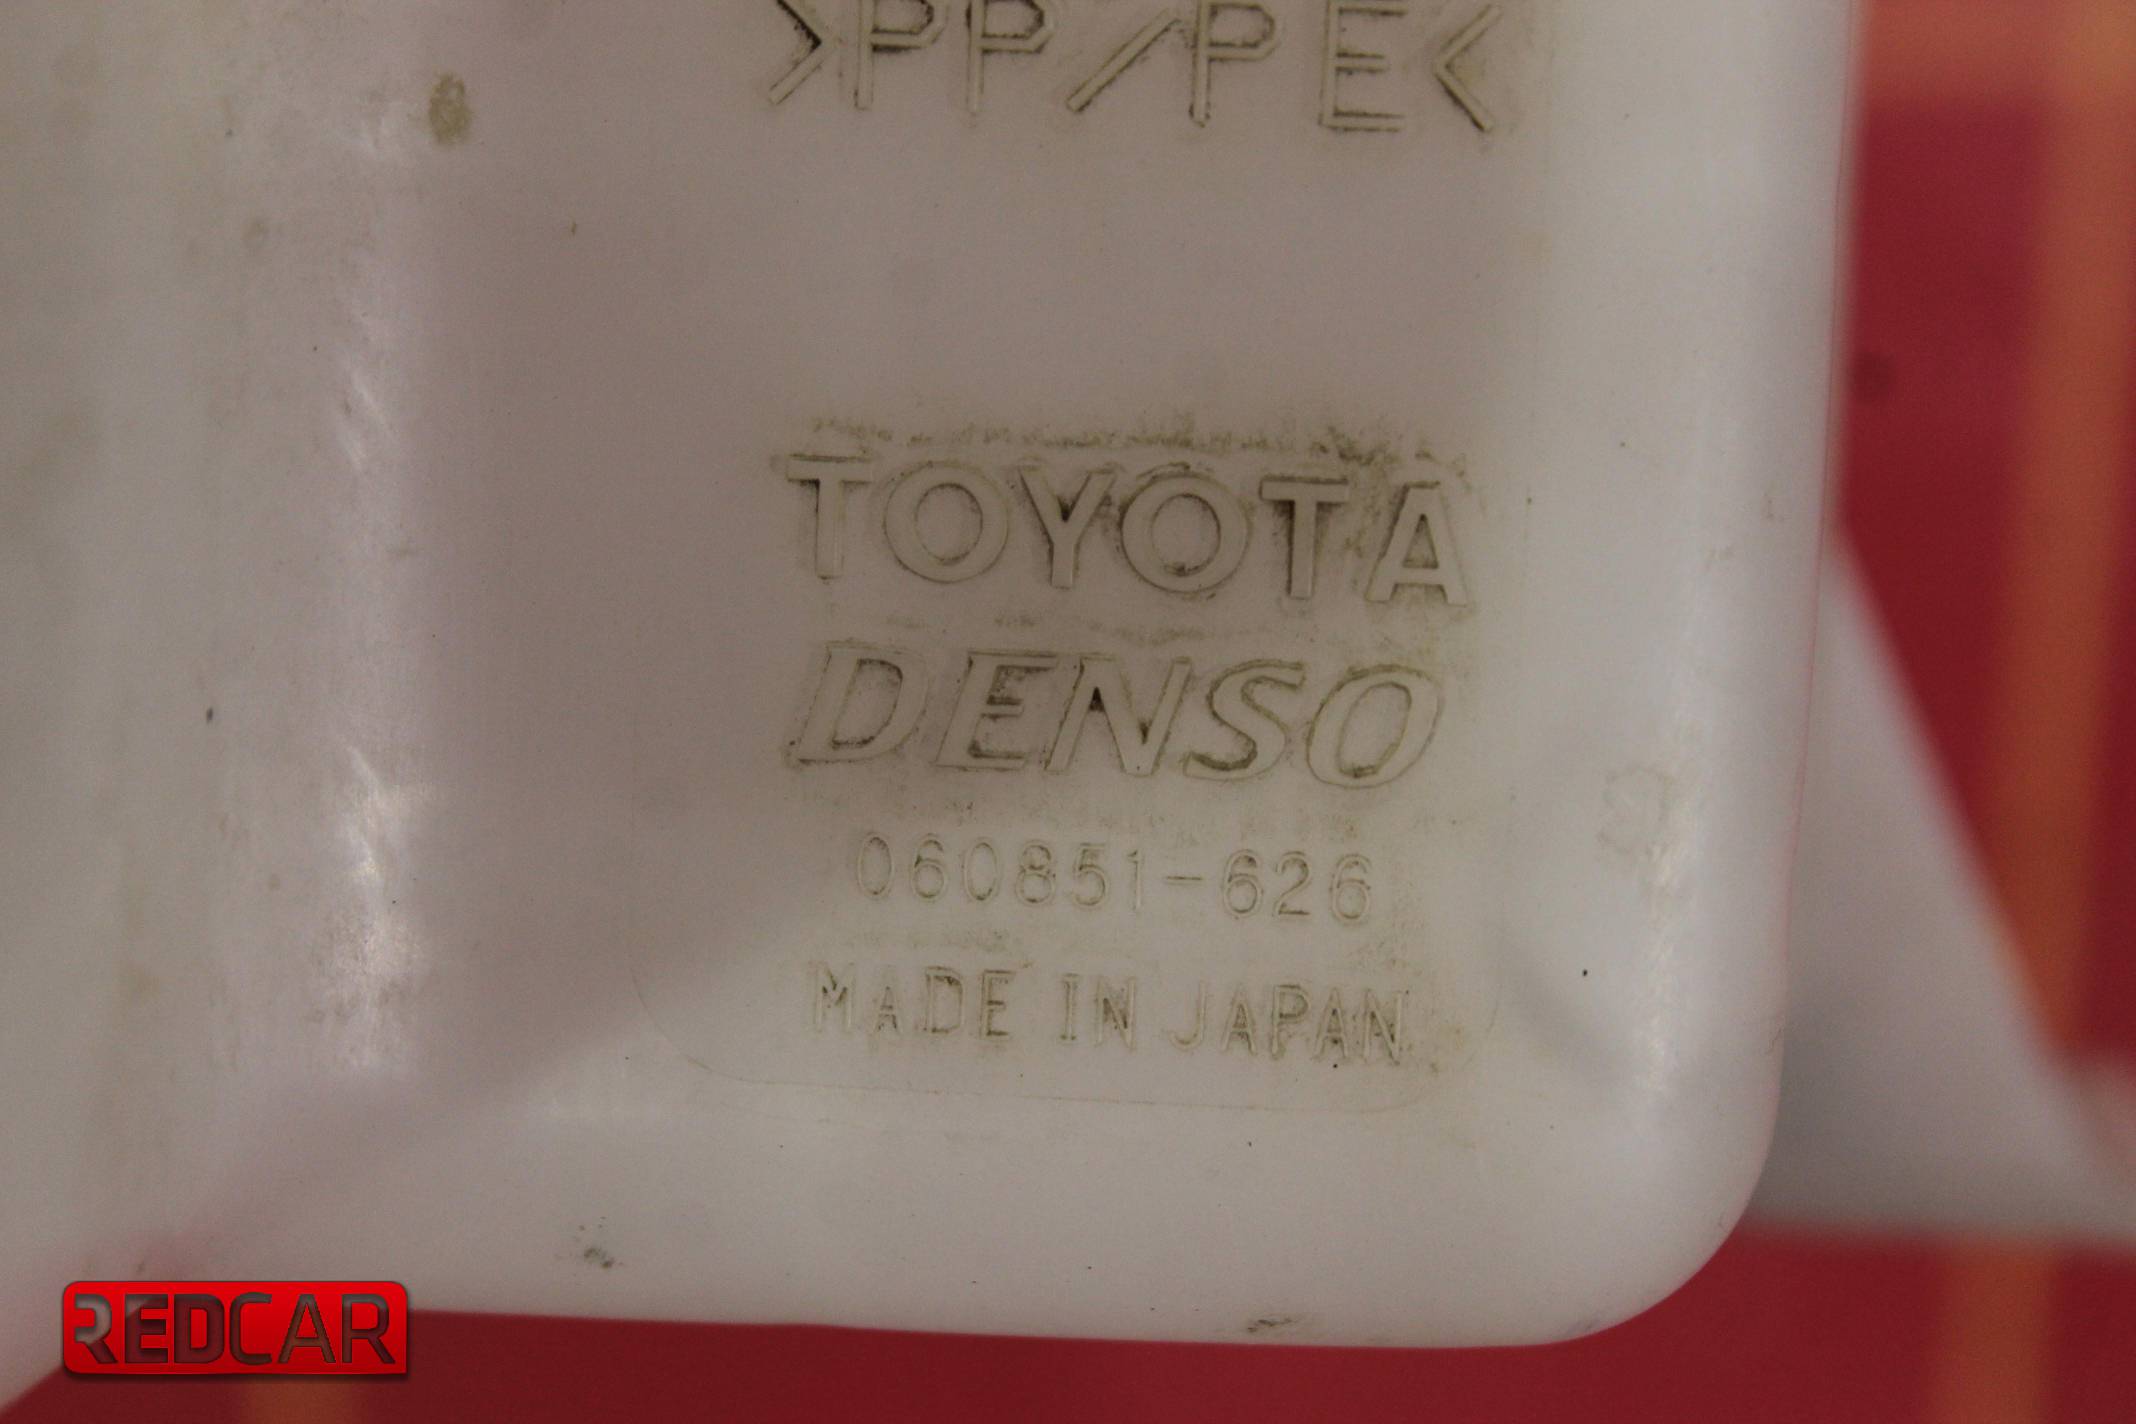 >PP/PE<
TOYOTA
DENSO
060851-626
MADE IN JAPAN
REDCAR